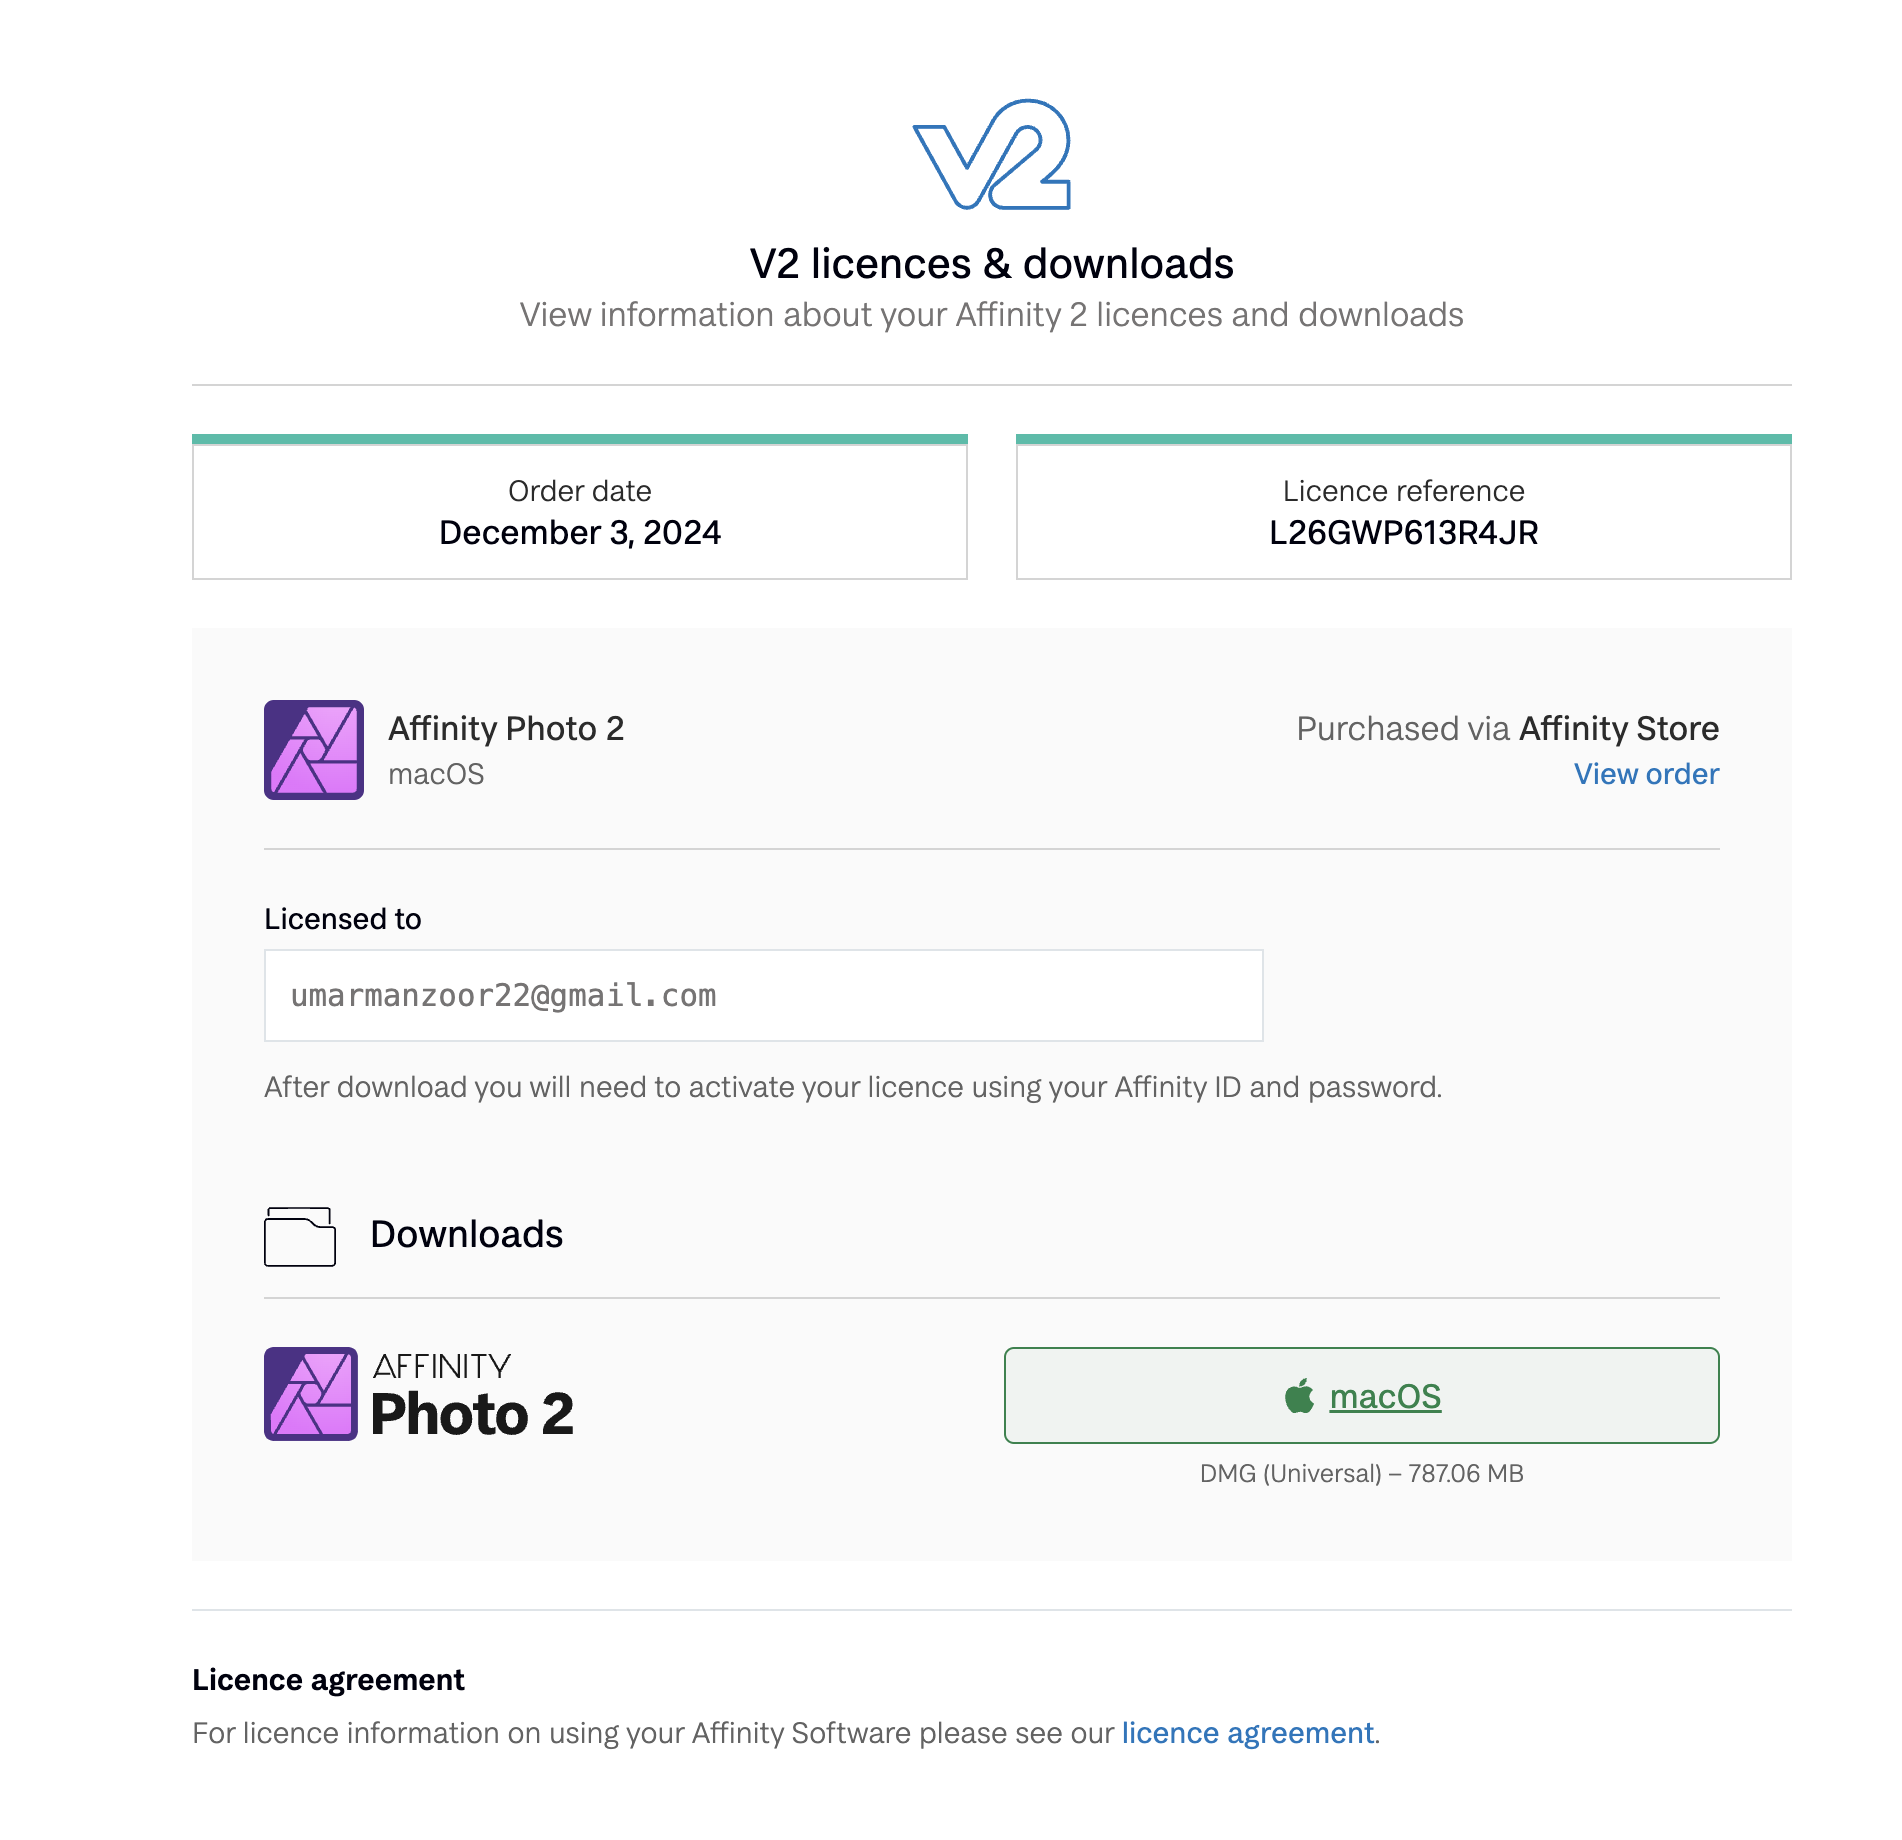 V2
V2 licences & downloads
View information about your Affinity 2 licences and downloads
Order date
December 3, 2024
Licence reference
L26GWP613R4JR
Affinity Photo 2
macOS
Purchased via Affinity Store
View order
Licensed to
umarmanzoor22@gmail.com
After download you will need to activate your licence using your Affinity ID and password.
Downloads
AFFINITY
Photo 2
macOS
DMG (Universal) – 787.06 MB
Licence agreement
For licence information on using your Affinity Software please see our licence agreement.